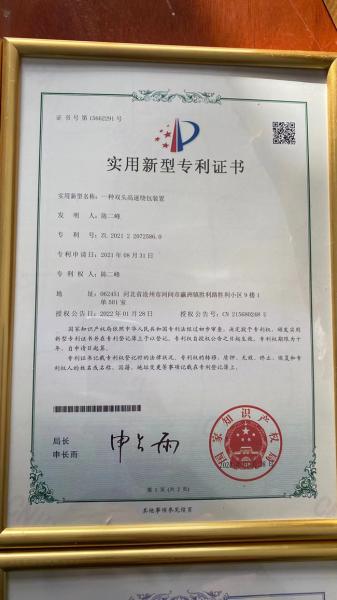 证书号第15662291号
实用新型专利证书
实用新型名称：一种双头高速绕包装置
发明人：陈二峰
专利号：ZL 2021 2 2072586.0
专利申请日：2021年08月31日
专利权人：陈二峰
地址：062451 河北省沧州市河间市瀛洲镇胜利路胜利小区9楼1
单501室
授权公告日：2022年01月28日 授权公告号：CN 215680268 U
国家知识产权局依照中华人民共和国专利法经过初步审查，决定授予专利权，颁发实用
新型专利证书并在专利登记簿上予以登记。专利权自授权公告之日起生效。专利权期限为十
年，自申请日起算。
专利证书记载专利权登记时的法律状况。专利权的转移、质押、无效、终止、恢复和专
利权人的姓名或名称、国籍、地址变更等事项记载在专利登记簿上。
局长
申长雨
申长雨
国家知识产权局
第1页（共2页）
其他事项参见续页